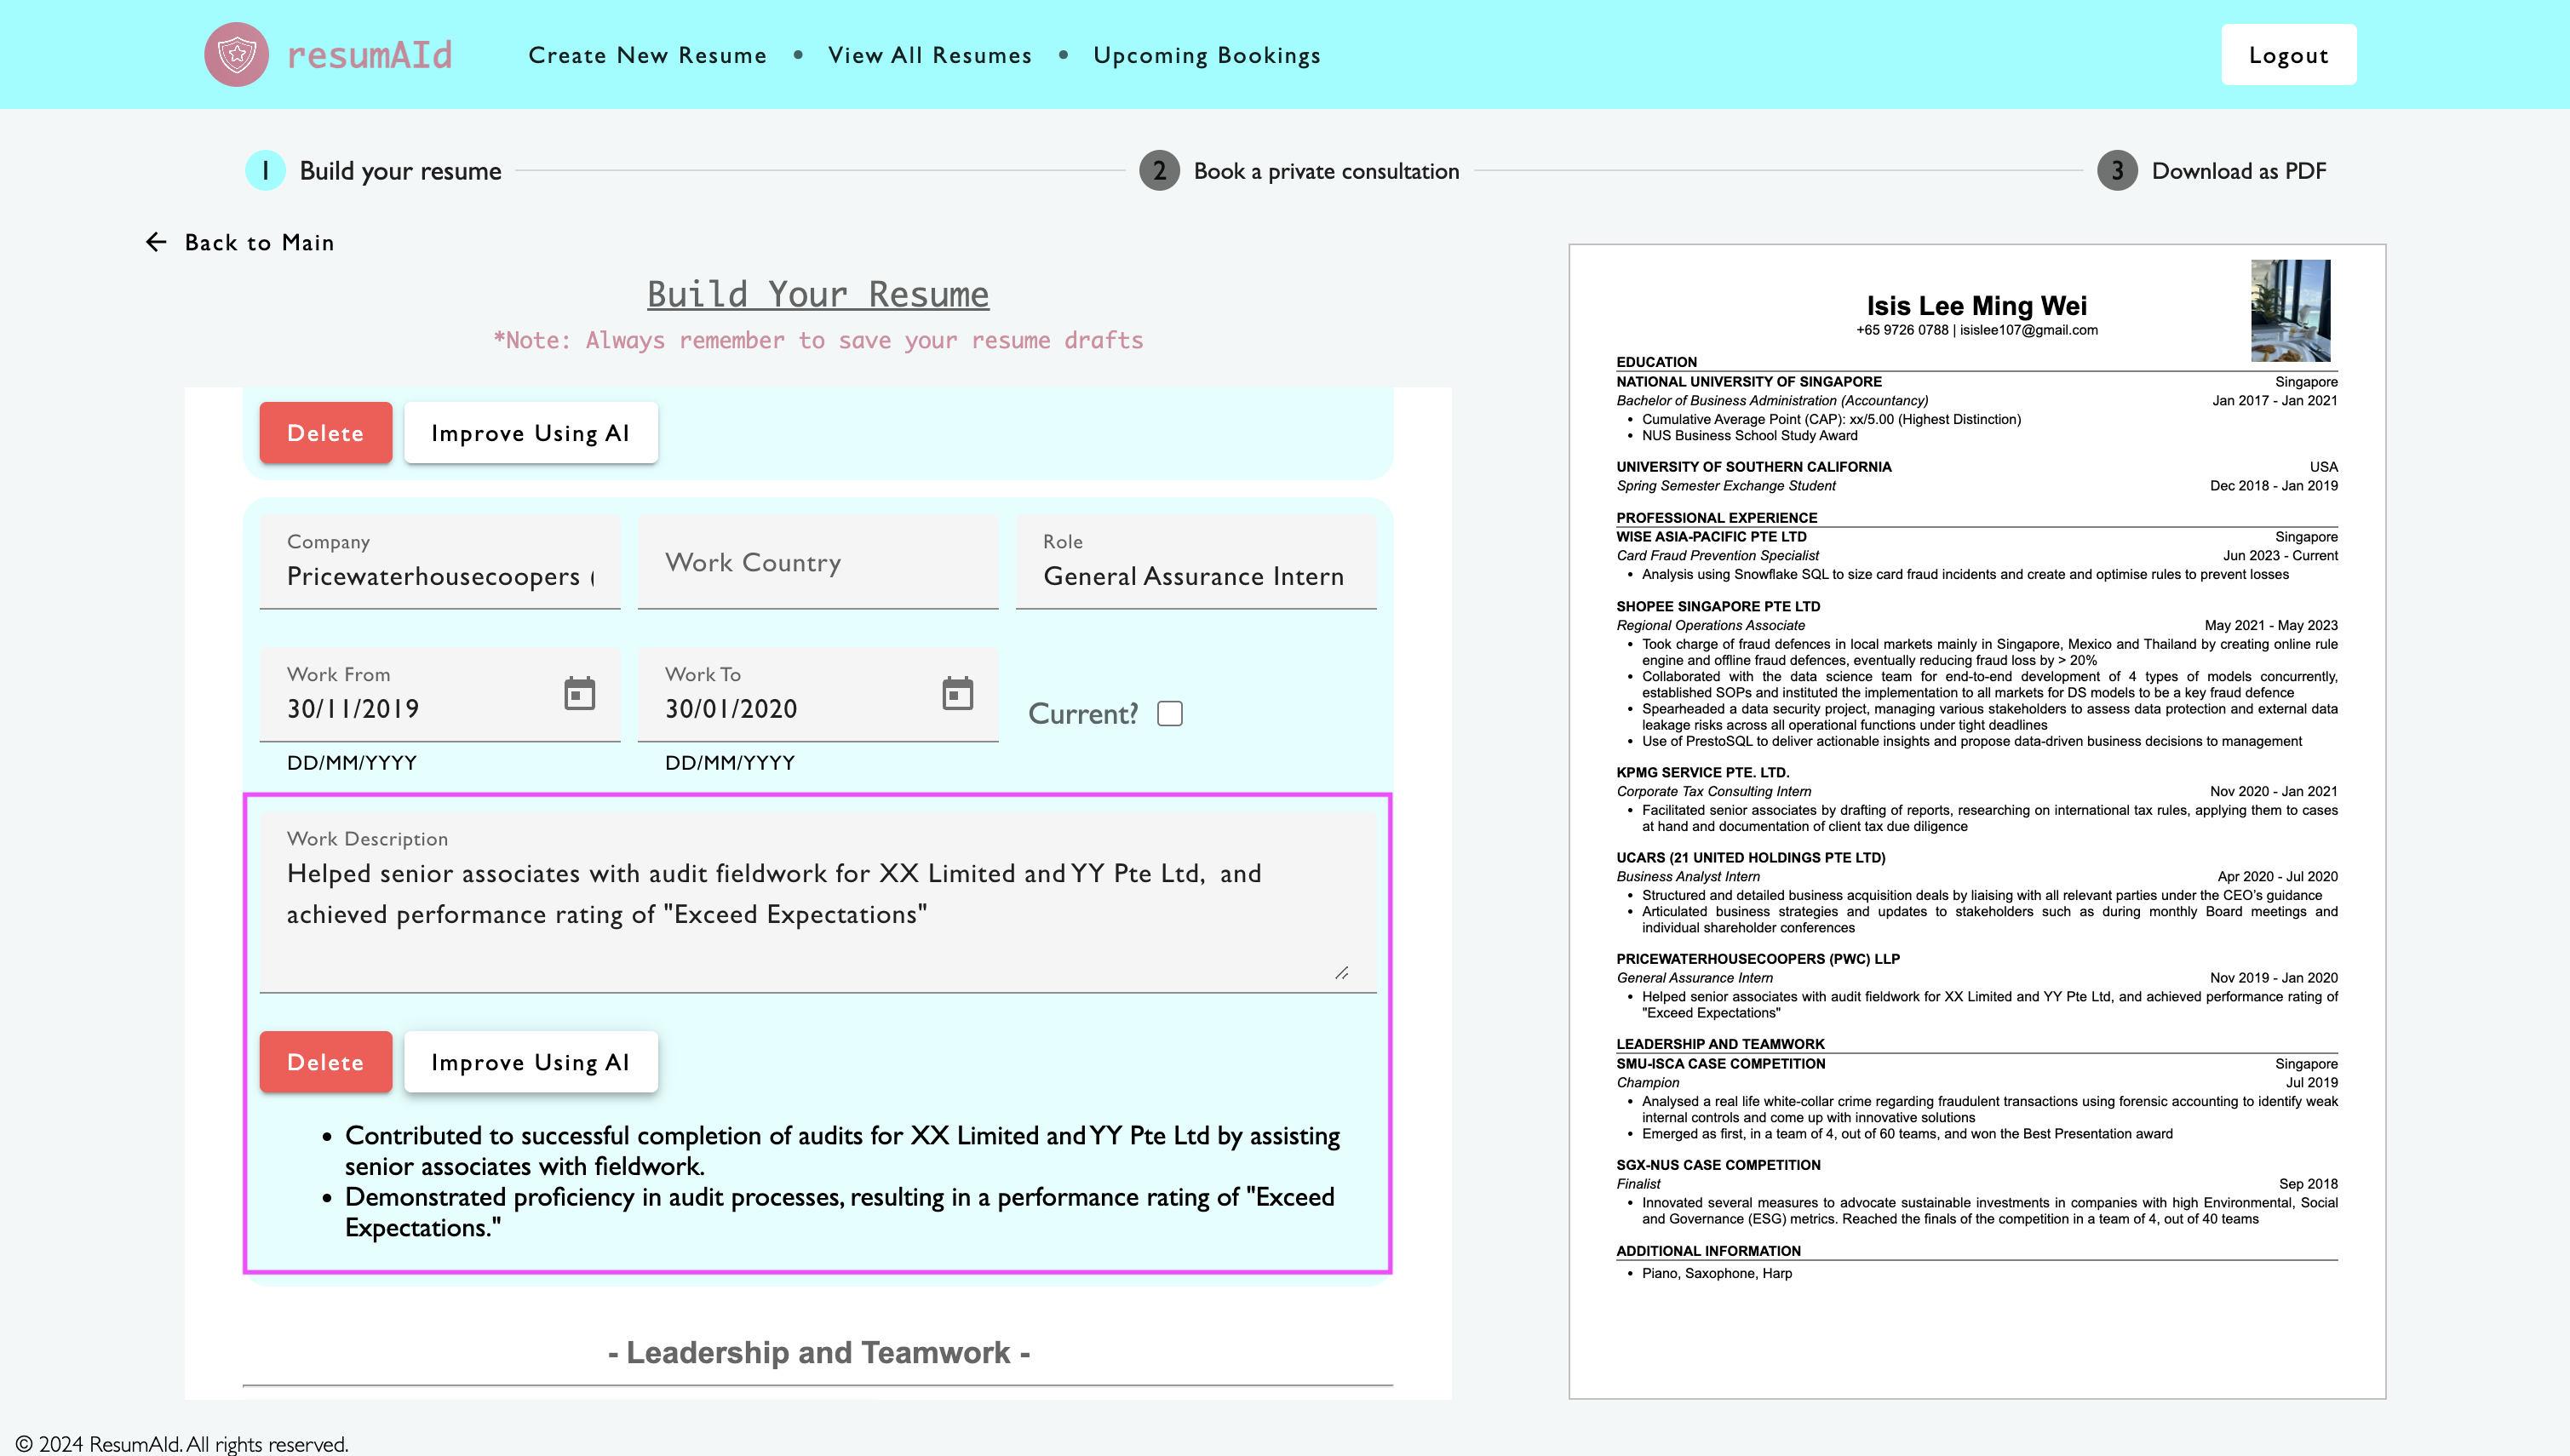 resumAId
Create New Resume • View All Resumes • Upcoming Bookings
Logout
1 Build your resume
2 Book a private consultation
3 Download as PDF
Back to Main
Build Your Resume
*Note: Always remember to save your resume drafts
Delete
Improve Using AI
Company
Pricewaterhousecoopers (
Work Country
Role
General Assurance Intern
Work From
30/11/2019
DD/MM/YYYY
Work To
30/01/2020
DD/MM/YYYY
Current?
Work Description
Helped senior associates with audit fieldwork for XX Limited and YY Pte Ltd,  and
achieved performance rating of "Exceed Expectations"
Delete
Improve Using AI
• Contributed to successful completion of audits for XX Limited and YY Pte Ltd by assisting
senior associates with fieldwork.
• Demonstrated proficiency in audit processes, resulting in a performance rating of "Exceed
Expectations."
- Leadership and Teamwork -
Isis Lee Ming Wei
+65 9726 0788 | isislee107@gmail.com
EDUCATION
NATIONAL UNIVERSITY OF SINGAPORE Singapore
Bachelor of Business Administration (Accountancy) Jan 2017 - Jan 2021
• Cumulative Average Point (CAP): xx/5.00 (Highest Distinction)
• NUS Business School Study Award
UNIVERSITY OF SOUTHERN CALIFORNIA USA
Spring Semester Exchange Student Dec 2018 - Jan 2019
PROFESSIONAL EXPERIENCE
WISE ASIA-PACIFIC PTE LTD Singapore
Card Fraud Prevention Specialist Jun 2023 - Current
• Analysis using Snowflake SQL to size card fraud incidents and create and optimise rules to prevent losses
SHOPEE SINGAPORE PTE LTD
Regional Operations Associate May 2021 - May 2023
• Took charge of fraud defences in local markets mainly in Singapore, Mexico and Thailand by creating online rule
engine and offline fraud defences, eventually reducing fraud loss by > 20%
• Collaborated with the data science team for end-to-end development of 4 types of models concurrently,
established SOPs and instituted the implementation to all markets for DS models to be a key fraud defence
• Spearheaded a data security project, managing various stakeholders to assess data protection and external data
leakage risks across all operational functions under tight deadlines
• Use of PrestoSQL to deliver actionable insights and propose data-driven business decisions to management
KPMG SERVICE PTE. LTD.
Corporate Tax Consulting Intern Nov 2020 - Jan 2021
• Facilitated senior associates by drafting of reports, researching on international tax rules, applying them to cases
at hand and documentation of client tax due diligence
UCARS (21 UNITED HOLDINGS PTE LTD)
Business Analyst Intern Apr 2020 - Jul 2020
• Structured and detailed business acquisition deals by liaising with all relevant parties under the CEO's guidance
• Articulated business strategies and updates to stakeholders such as during monthly Board meetings and
individual shareholder conferences
PRICEWATERHOUSECOOPERS (PWC) LLP
General Assurance Intern Nov 2019 - Jan 2020
• Helped senior associates with audit fieldwork for XX Limited and YY Pte Ltd, and achieved performance rating of
"Exceed Expectations"
LEADERSHIP AND TEAMWORK
SMU-ISCA CASE COMPETITION Singapore
Champion Jul 2019
• Analysed a real life white-collar crime regarding fraudulent transactions using forensic accounting to identify weak
internal controls and come up with innovative solutions
• Emerged as first, in a team of 4, out of 60 teams, and won the Best Presentation award
SGX-NUS CASE COMPETITION
Finalist Sep 2018
• Innovated several measures to advocate sustainable investments in companies with high Environmental, Social
and Governance (ESG) metrics. Reached the finals of the competition in a team of 4, out of 40 teams
ADDITIONAL INFORMATION
• Piano, Saxophone, Harp
© 2024 ResumAId. All rights reserved.